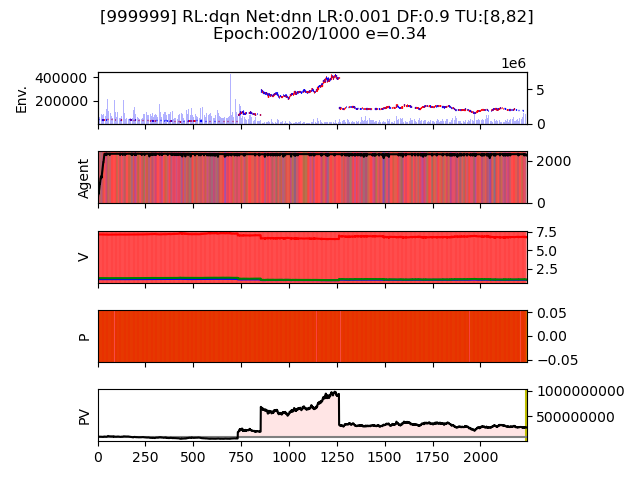 [999999] RL:dqn Net:dnn LR:0.001 DF:0.9 TU:[8,82]
Epoch:0020/1000 e=0.34
1e6
Env.
400000
200000
5
0
Agent
2000
0
V
7.5
5.0
2.5
P
0.05
0.00
−0.05
PV
1000000000
500000000
0 250 500 750 1000 1250 1500 1750 2000